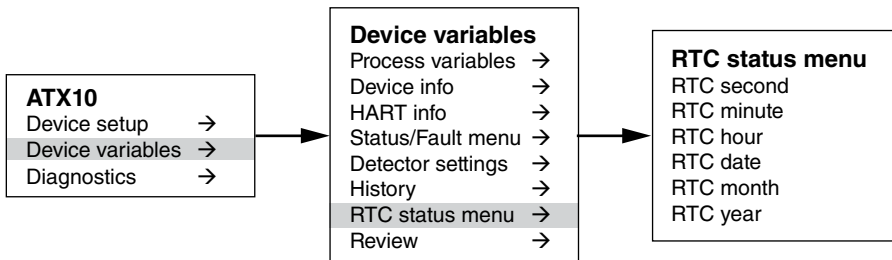 ATX10
Device setup →
Device variables →
Diagnostics →
Device variables
Process variables →
Device info →
HART info →
Status/Fault menu →
Detector settings →
History →
RTC status menu →
Review →
RTC status menu
RTC second
RTC minute
RTC hour
RTC date
RTC month
RTC year